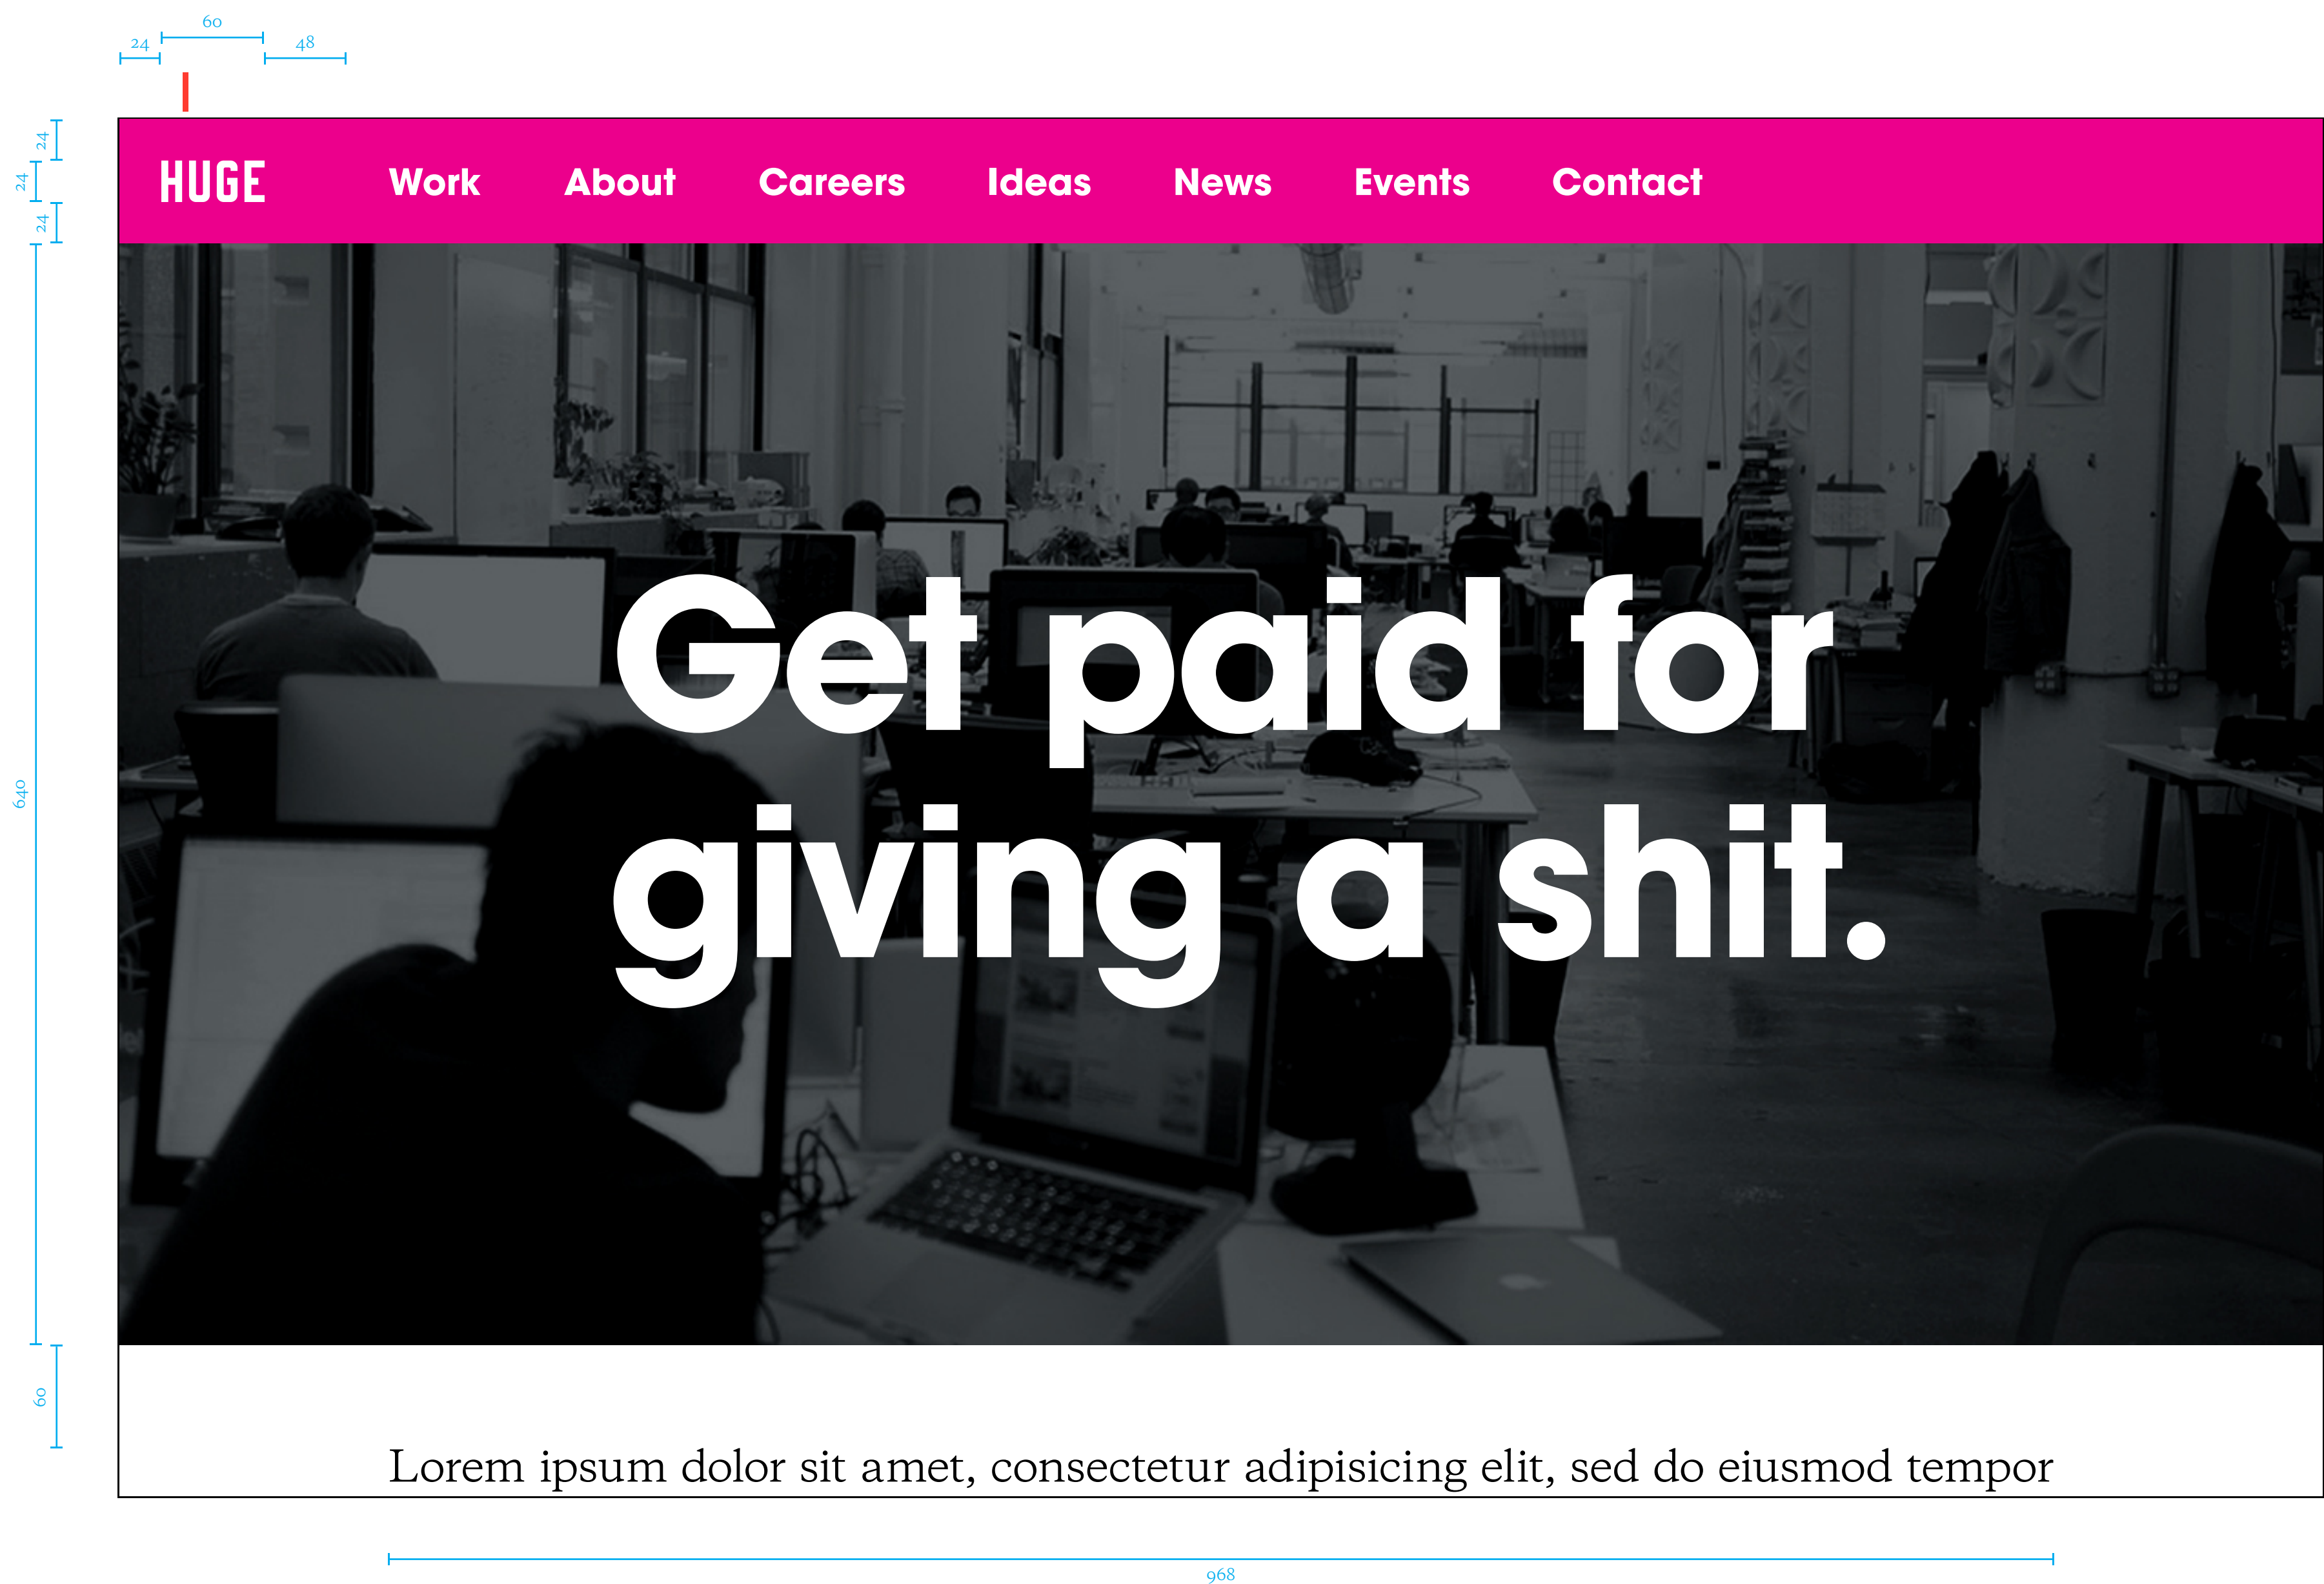 60
24
48
24
24
24
HUGE Work About Careers Ideas News Events Contact
Get paid for
giving a shit.
640
60
Lorem ipsum dolor sit amet, consectetur adipisicing elit, sed do eiusmod tempor
968